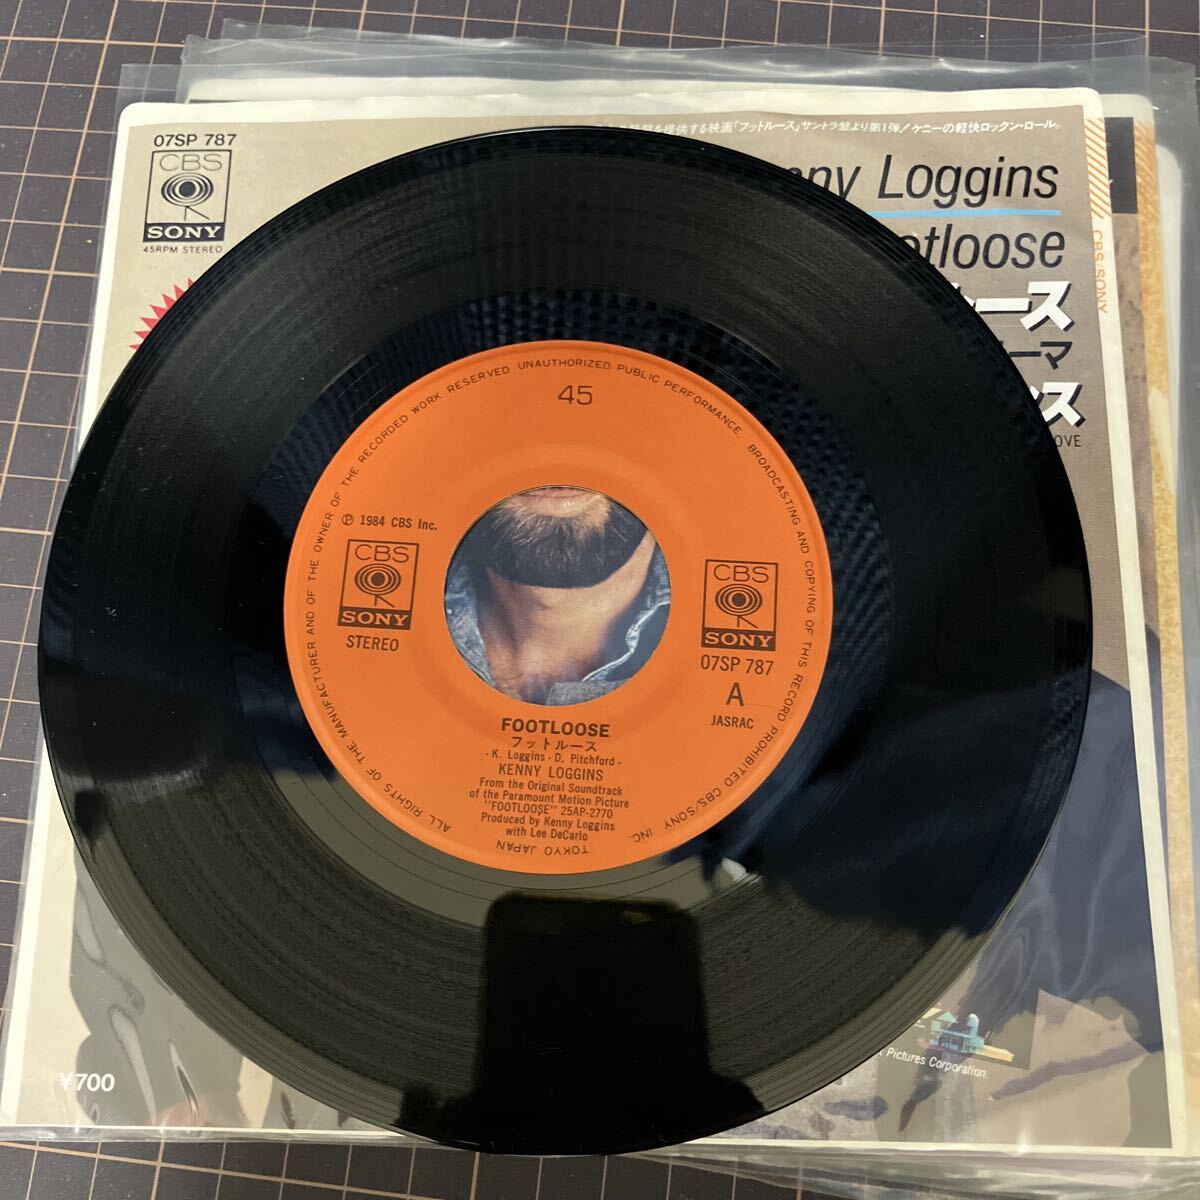 07SP 787
CBS
SONY
45RPM STEREO
を提供する映画「フットルース」サントラ盤より第1弾!ケニーの軽快ロックン・ロール。
nny Loggins
otloose
ース
ーマ
ンス
OVE
CBS/SONY
¥700
Pictures Corporation.
ALL RIGHTS OF THE MANUFACTURER AND OF THE OWNER OF THE RECORDED WORK RESERVED UNAUTHORIZED PUBLIC PERFORMANCE. BROADCASTING AND COPYING OF THIS RECORD PROHIBITED CBS/SONY INC. TOKYO JAPAN
45
℗ 1984 CBS Inc.
CBS
SONY
STEREO
CBS
SONY
07SP 787
A
JASRAC
FOOTLOOSE
フットルース
- K. Loggins - D. Pitchford -
KENNY LOGGINS
From the Original Soundtrack
of the Paramount Motion Picture
"FOOTLOOSE" 25AP-2770
Produced by Kenny Loggins
with Lee DeCarlo